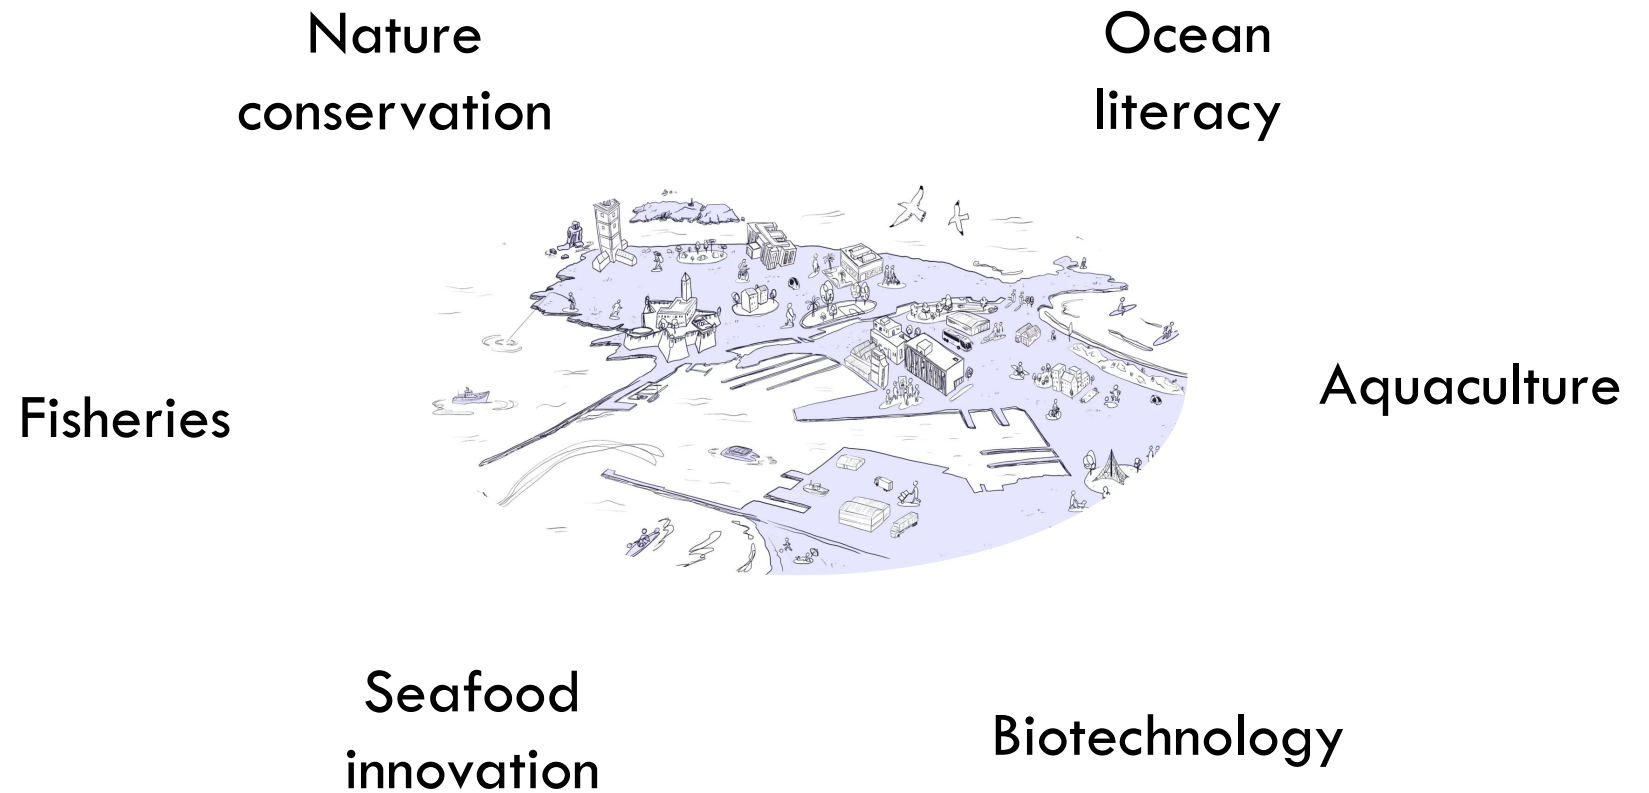 Nature
conservation
Ocean
literacy
Fisheries
Aquaculture
Seafood
innovation
Biotechnology